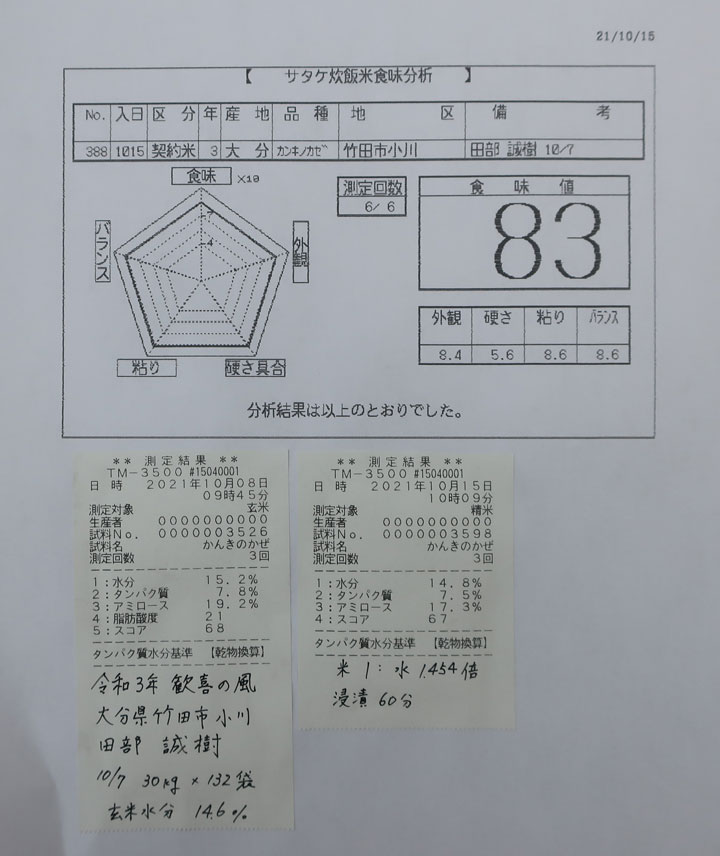 21/10/15
【 サタケ炊飯米食味分析 】
No. 入日 区分 年 産地 品種 地区 備考
388 1015 契約米 3 大分 カンキノカゼ 竹田市小川 田部 誠樹 10/7
食味 ×10
測定回数
6/ 6
食味値
83
バランス
外観
7
4
粘り
硬さ具合
外観 硬さ 粘り バランス
8.4 5.6 8.6 8.6
分析結果は以上のとおりでした。
** 測定結果 **
TM-3500 #15040001
日 時 2021年10月08日
09時45分
測定対象 玄米
生産者 00000000000
試料No. 0000003526
試料名 かんきのかぜ
測定回数 3回
1:水分 15.2%
2:タンパク質 7.8%
3:アミロース 19.2%
4:脂肪酸度 21
5:スコア 68
タンパク質水分基準 【乾物換算】
令和3年 歓喜の風
大分県竹田市小川
田部 誠樹
10/7 30kg × 132袋
玄米水分 14.6%
** 測定結果 **
TM-3500 #15040001
日 時 2021年10月15日
10時09分
測定対象 精米
生産者 00000000000
試料No. 0000003598
試料名 かんきのかぜ
測定回数 3回
1:水分 14.8%
2:タンパク質 7.5%
3:アミロース 17.3%
4:スコア 67
タンパク質水分基準 【乾物換算】
米 1:水 1.454倍
浸漬 60分